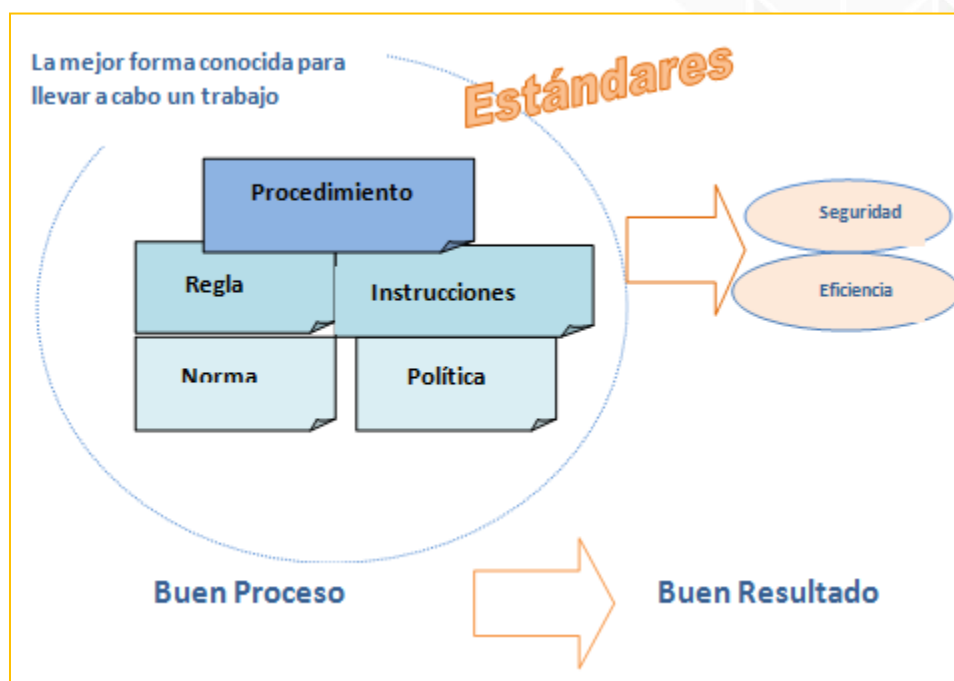 La mejor forma conocida para
llevar a cabo un trabajo
Estándares
Procedimiento
Regla
Instrucciones
Norma
Política
Seguridad
Eficiencia
Buen Proceso
Buen Resultado